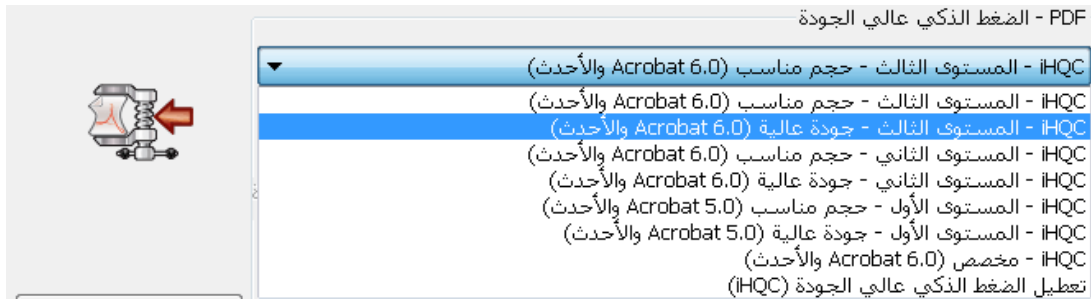 PDF - الضغط الذكي عالي الجودة
iHQC - المستوى الثالث - حجم مناسب (Acrobat 6.0 والأحدث)
iHQC - المستوى الثالث - حجم مناسب (Acrobat 6.0 والأحدث)
iHQC - المستوى الثالث - جودة عالية (Acrobat 6.0 والأحدث)
iHQC - المستوى الثاني - حجم مناسب (Acrobat 6.0 والأحدث)
iHQC - المستوى الثاني - جودة عالية (Acrobat 6.0 والأحدث)
iHQC - المستوى الأول - حجم مناسب (Acrobat 5.0 والأحدث)
iHQC - المستوى الأول - جودة عالية (Acrobat 5.0 والأحدث)
iHQC - مخصص (Acrobat 6.0 والأحدث)
تعطيل الضغط الذكي عالي الجودة (iHQC)